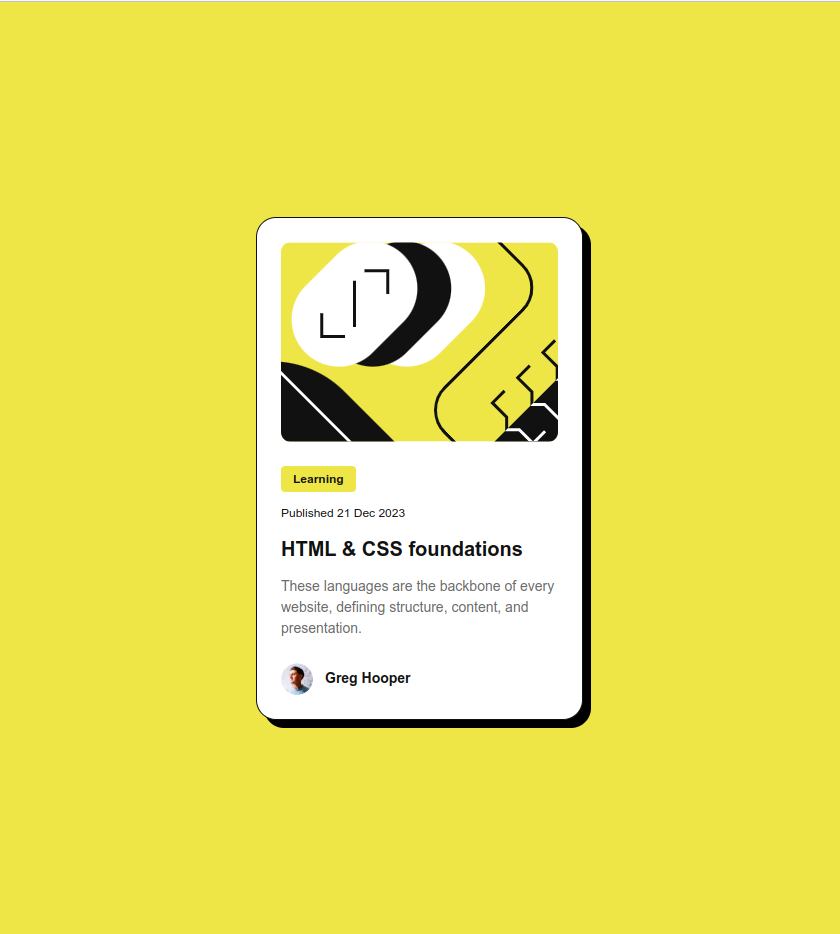 Learning
Published 21 Dec 2023
HTML & CSS foundations
These languages are the backbone of every
website, defining structure, content, and
presentation.
Greg Hooper